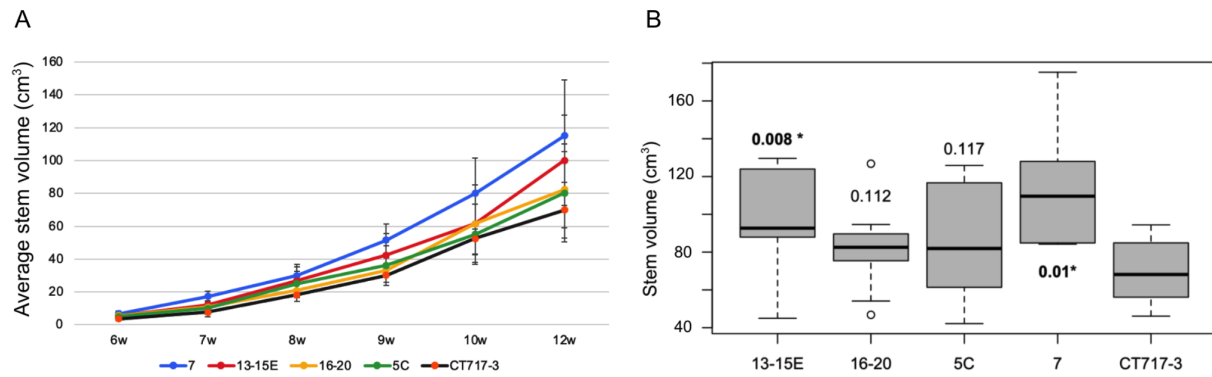 A
Average stem volume (cm³)
160
140
120
100
80
60
40
20
0
6w 7w 8w 9w 10w 12w
7 13-15E 16-20 5C CT717-3
B
Stem volume (cm³)
160
120
80
40
0.008 *
0.112
0.117
0.01*
13-15E 16-20 5C 7 CT717-3